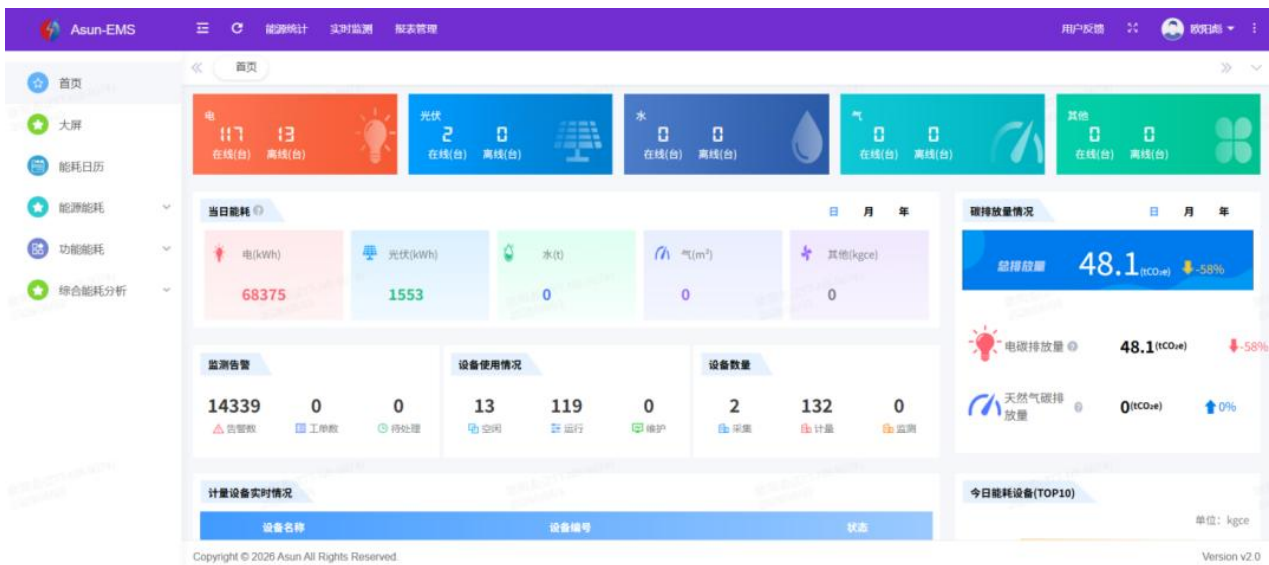 Asun-EMS
能源统计 实时监测 报表管理
用户反馈
首页
首页
大屏
能耗日历
能源能耗
功能能耗
综合能耗分析
电
117 13
在线(台) 离线(台)
光伏
2 0
在线(台) 离线(台)
水
0 0
在线(台) 离线(台)
气
0 0
在线(台) 离线(台)
其他
0 0
在线(台) 离线(台)
当日能耗
日 月 年
电(kWh)
68375
光伏(kWh)
1553
水(t)
0
气(m³)
0
其他(kgce)
0
碳排放量情况
日 月 年
总排放量 48.1(tCO₂e) -58%
电碳排放量 48.1(tCO₂e) -58%
天然气碳排放量 0(tCO₂e) 0%
监测告警
14339 0 0
告警数 工单数 待处理
设备使用情况
13 119 0
空闲 运行 维护
设备数量
2 132 0
采集 计量 监测
计量设备实时情况
设备名称 设备编号 状态
今日能耗设备(TOP10)
单位: kgce
Copyright © 2026 Asun All Rights Reserved.
Version v2.0